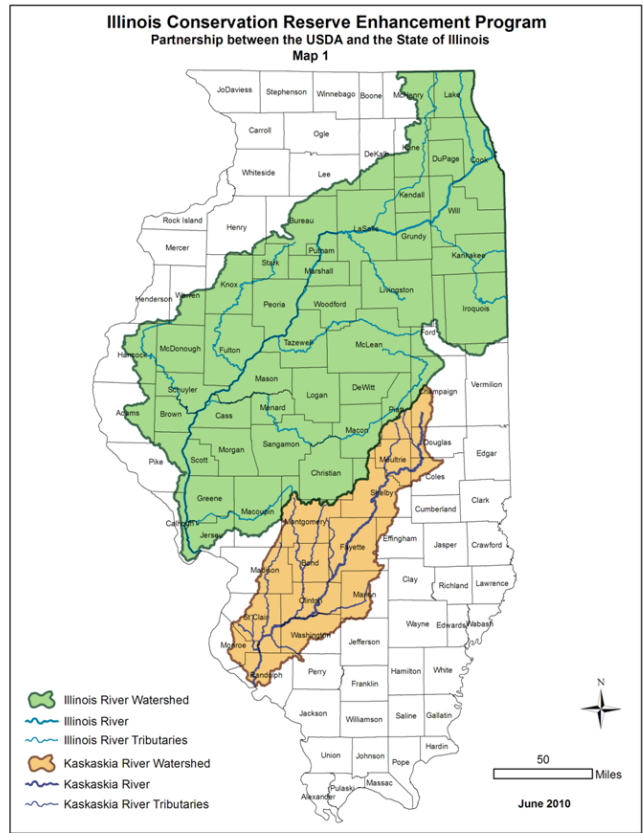 Illinois Conservation Reserve Enhancement Program
Partnership between the USDA and the State of Illinois
Map 1
JoDaviess Stephenson Winnebago Boone McHenry Lake
Carroll Ogle
DeKalb Kane DuPage Cook
Whiteside Lee
Kendall Will
Rock Island Henry Bureau LaSalle
Mercer Putnam Grundy
Stark Marshall Kankakee
Henderson Warren Knox Peoria Woodford Livingston Iroquois
Ford
Hancock McDonough Fulton Tazewell McLean
Mason
Schuyler Logan DeWitt Champaign Vermilion
Adams Brown Cass Menard Piatt
Macon Douglas
Morgan Sangamon Moultrie Edgar
Pike Scott Christian Coles
Shelby
Greene Macoupin Cumberland Clark
Calhoun Jersey Montgomery
Fayette Effingham Jasper Crawford
Madison Bond
Clay Richland Lawrence
Clinton Marion
St Clair Wayne Edwards Wabash
Monroe Washington Jefferson
Randolph Perry Hamilton White
Franklin
Jackson Williamson Saline Gallatin
Union Johnson Pope Hardin
Alexander Pulaski Massac
Illinois River Watershed
Illinois River
Illinois River Tributaries
Kaskaskia River Watershed
Kaskaskia River
Kaskaskia River Tributaries
N
50
Miles
June 2010